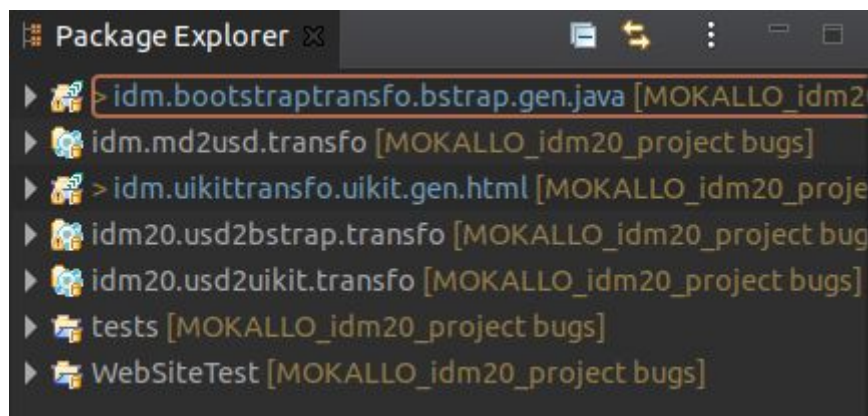 Package Explorer
> idm.bootstraptransfo.bstrap.gen.java [MOKALLO_idm2
idm.md2usd.transfo [MOKALLO_idm20_project bugs]
> idm.uikittransfo.uikit.gen.html [MOKALLO_idm20_proje
idm20.usd2bstrap.transfo [MOKALLO_idm20_project bug
idm20.usd2uikit.transfo [MOKALLO_idm20_project bugs]
tests [MOKALLO_idm20_project bugs]
WebSiteTest [MOKALLO_idm20_project bugs]